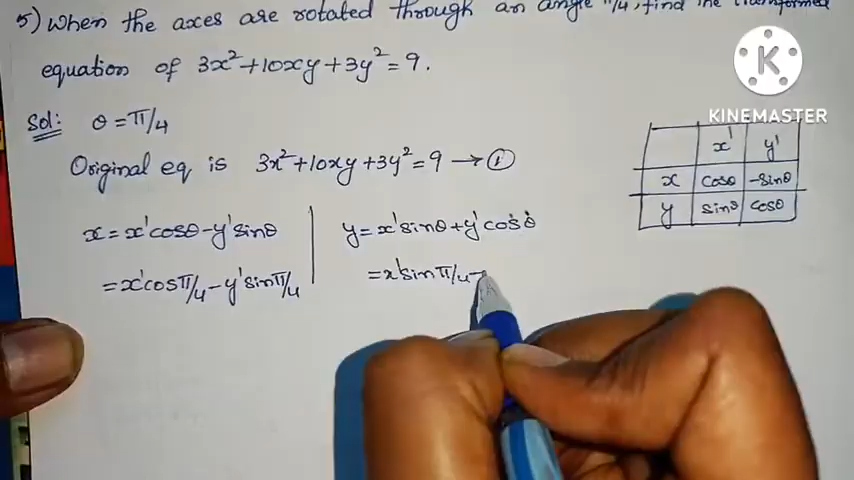 5) When the axes are rotated through an angle π/4, find the transformed
equation of 3x²+10xy+3y²=9.
Sol: θ=π/4
Original eq is 3x²+10xy+3y²=9 → ①
x=x'cosθ-y'sinθ
=x'cosπ/4-y'sinπ/4
y=x'sinθ+y'cosθ
=x'sinπ/4
x' y'
x cosθ -sinθ
y sinθ cosθ
KINEMASTER